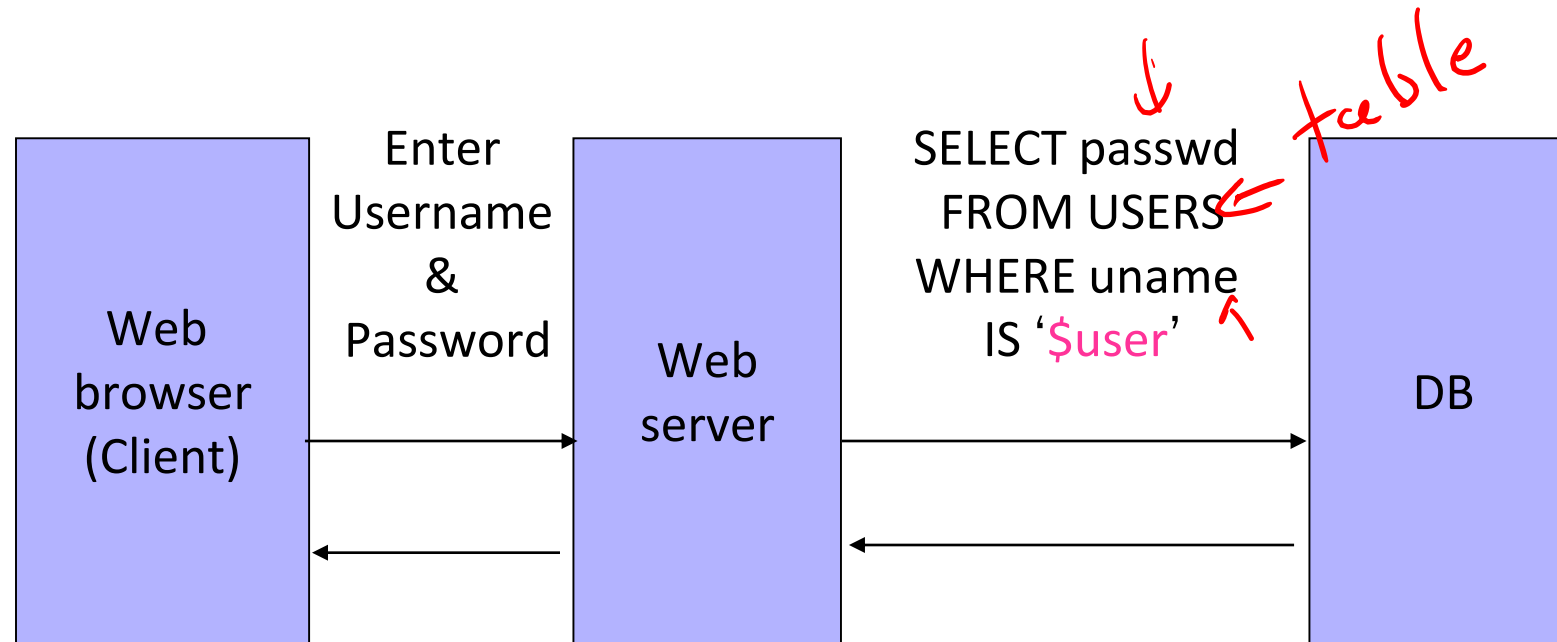 Web
browser
(Client)
Enter
Username
&
Password
Web
server
SELECT passwd
FROM USERS
WHERE uname
IS ‘$user’
table
DB